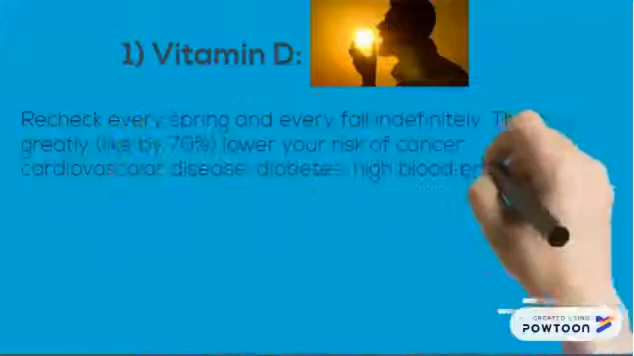 1) Vitamin D:
Recheck every spring and every fall indefinitely.
greatly (like by 70%) lower your risk of cancer
cardiovascular disease, diabetes, high blood
CREATED USING
POWTOON